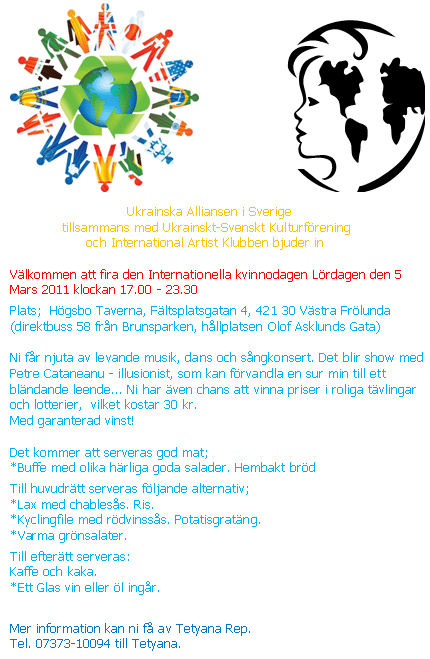 Ukrainska Alliansen i Sverige
tillsammans med Ukrainskt-Svenskt Kulturförening
och International Artist Klubben bjuder in
Välkommen att fira den Internationella kvinnodagen Lördagen den 5
Mars 2011 klockan 17.00 - 23.30
Plats;  Högsbo Taverna, Fältsplatsgatan 4, 421 30 Västra Frölunda
(direktbuss 58 från Brunsparken, hållplatsen Olof Asklunds Gata)
Ni får njuta av levande musik, dans och sångkonsert. Det blir show med
Petre Cataneanu - illusionist, som kan förvandla en sur min till ett
bländande leende... Ni har även chans att vinna priser i roliga tävlingar
och lotterier,  vilket kostar 30 kr.
Med garanterad vinst!
Det kommer att serveras god mat;
*Buffe med olika härliga goda salader. Hembakt bröd
Till huvudrätt serveras följande alternativ;
*Lax med chablesås. Ris.
*Kycklingfile med rödvinssås. Potatisgratäng.
*Varma grönsalater.
Till efterätt serveras:
Kaffe och kaka.
*Ett Glas vin eller öl ingår.
Mer information kan ni få av Tetyana Rep.
Tel. 07373-10094 till Tetyana.